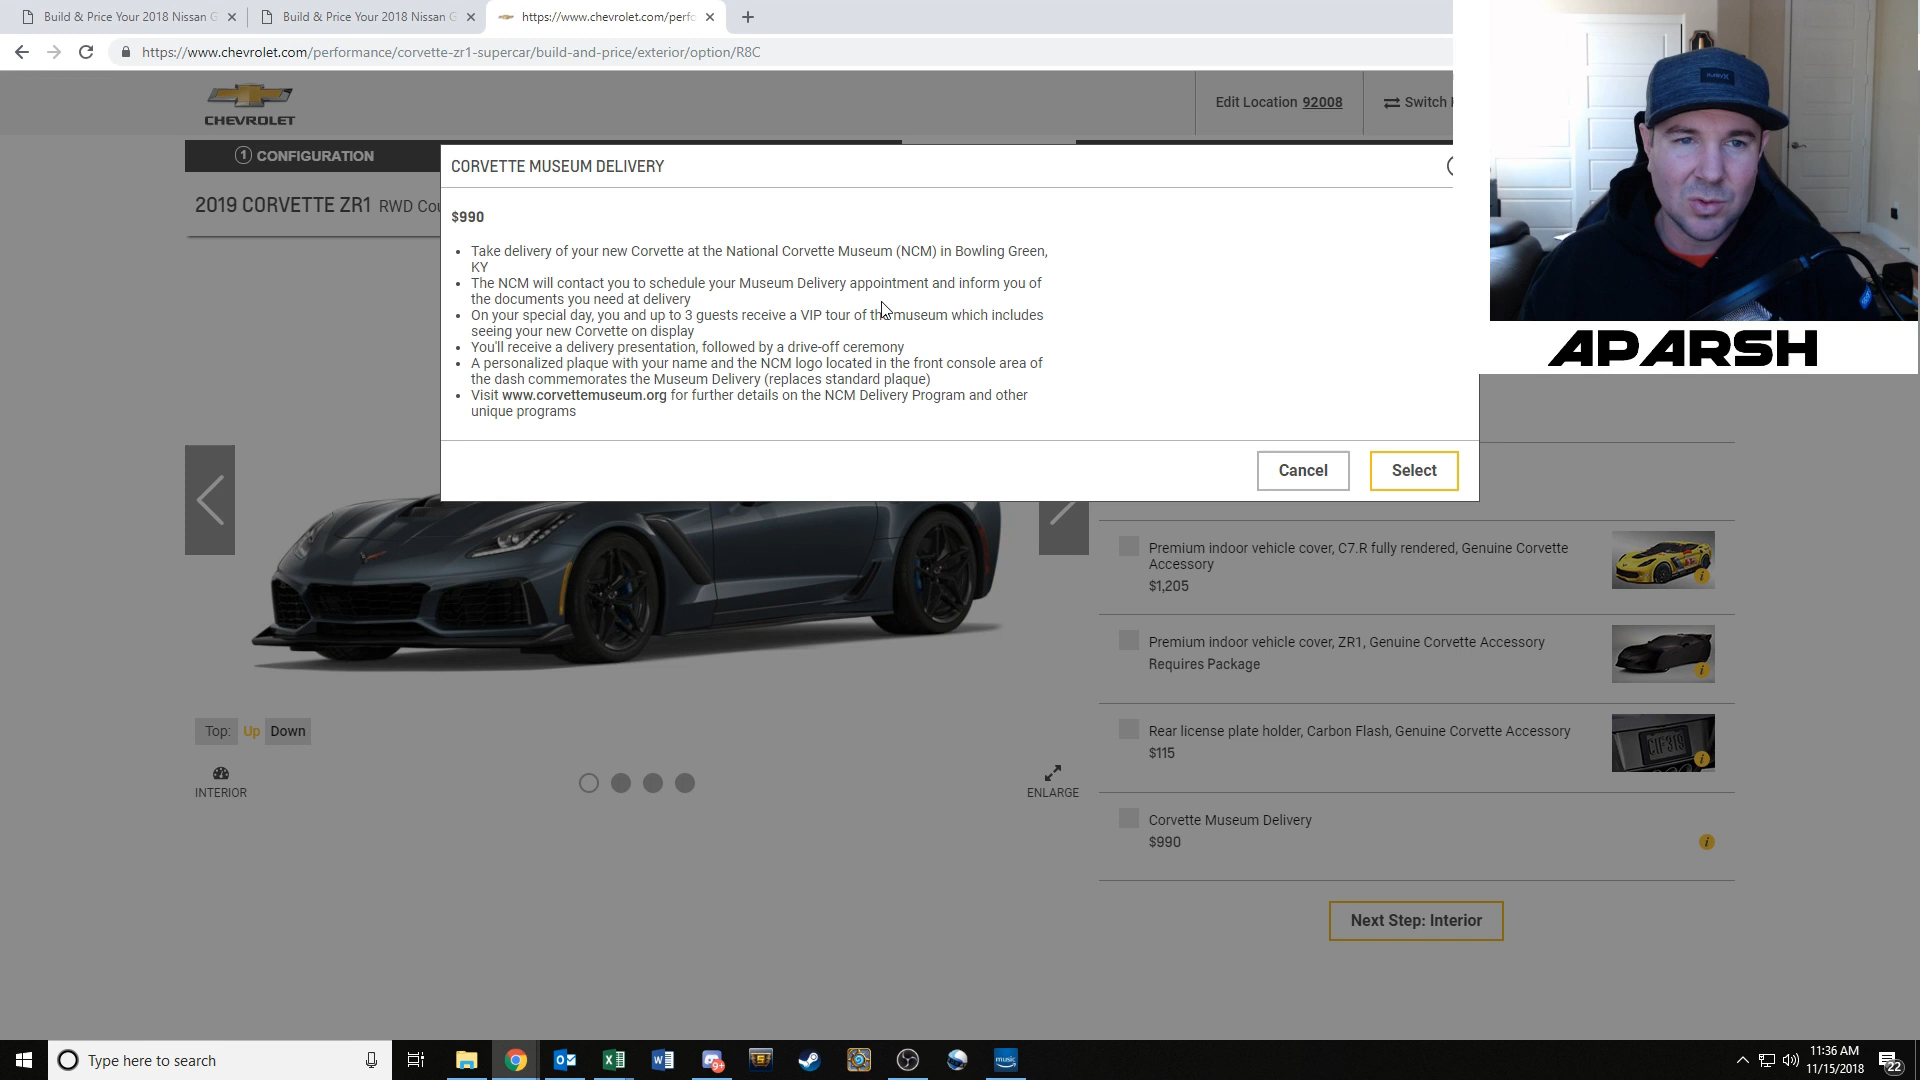 Build & Price Your 2018 Nissan G
Build & Price Your 2018 Nissan G
https://www.chevrolet.com/perfo
https://www.chevrolet.com/performance/corvette-zr1-supercar/build-and-price/exterior/option/R8C
CHEVROLET
Edit Location 92008
Switch
1 CONFIGURATION
2019 CORVETTE ZR1 RWD Cou
CORVETTE MUSEUM DELIVERY
$990
• Take delivery of your new Corvette at the National Corvette Museum (NCM) in Bowling Green,
KY
• The NCM will contact you to schedule your Museum Delivery appointment and inform you of
the documents you need at delivery
• On your special day, you and up to 3 guests receive a VIP tour of the museum which includes
seeing your new Corvette on display
• You'll receive a delivery presentation, followed by a drive-off ceremony
• A personalized plaque with your name and the NCM logo located in the front console area of
the dash commemorates the Museum Delivery (replaces standard plaque)
• Visit www.corvettemuseum.org for further details on the NCM Delivery Program and other
unique programs
Cancel
Select
APARSH
Premium indoor vehicle cover, C7.R fully rendered, Genuine Corvette
Accessory
$1,205
Premium indoor vehicle cover, ZR1, Genuine Corvette Accessory
Requires Package
Rear license plate holder, Carbon Flash, Genuine Corvette Accessory
$115
Corvette Museum Delivery
$990
Next Step: Interior
Top: Up Down
INTERIOR
ENLARGE
Type here to search
music
11:36 AM
11/15/2018
22